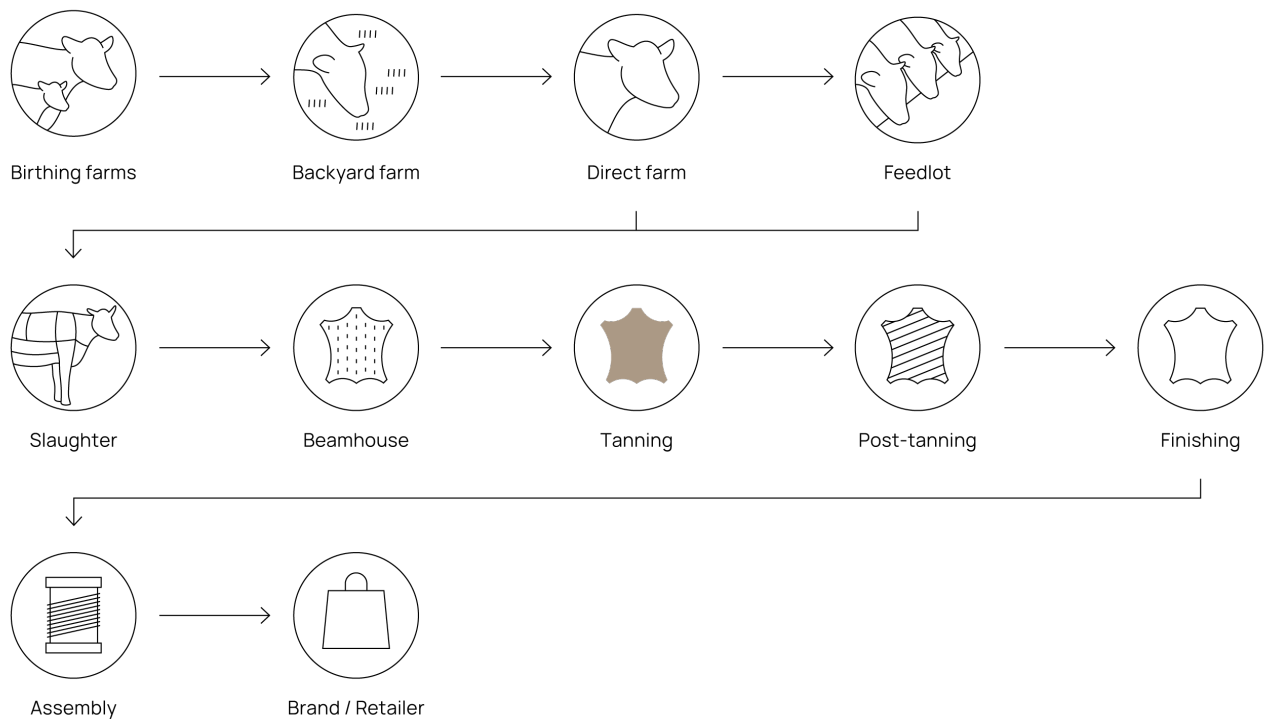 Birthing farms
Backyard farm
Direct farm
Feedlot
Slaughter
Beamhouse
Tanning
Post-tanning
Finishing
Assembly
Brand / Retailer